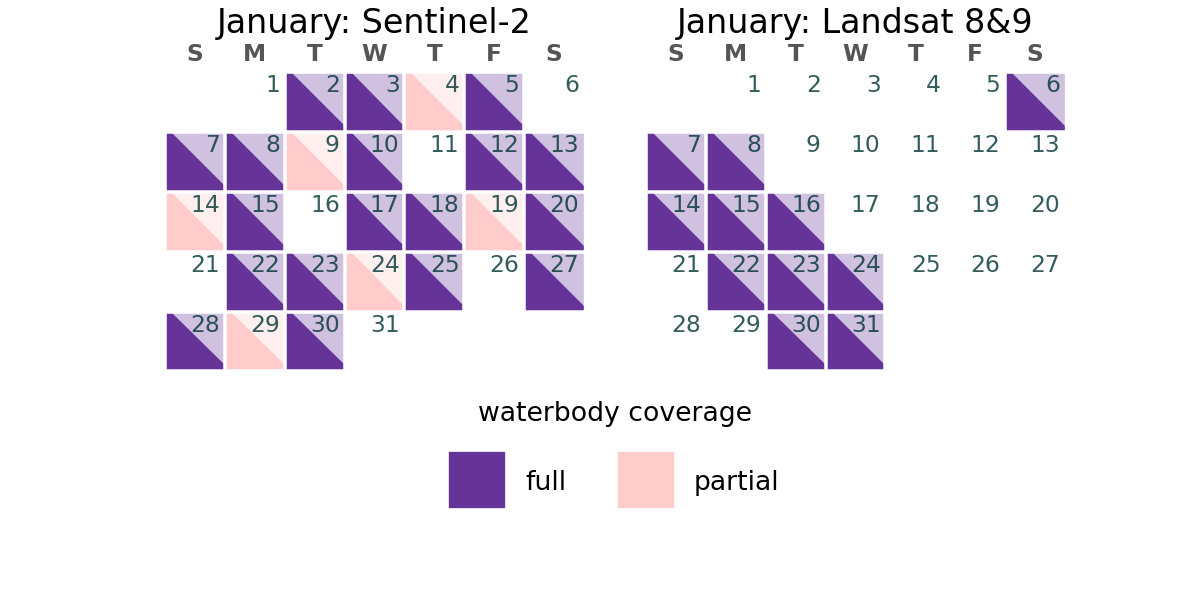 January: Sentinel-2
S M T W T F S
1 2 3 4 5 6
7 8 9 10 11 12 13
14 15 16 17 18 19 20
21 22 23 24 25 26 27
28 29 30 31
January: Landsat 8&9
S M T W T F S
1 2 3 4 5 6
7 8 9 10 11 12 13
14 15 16 17 18 19 20
21 22 23 24 25 26 27
28 29 30 31
waterbody coverage
full partial